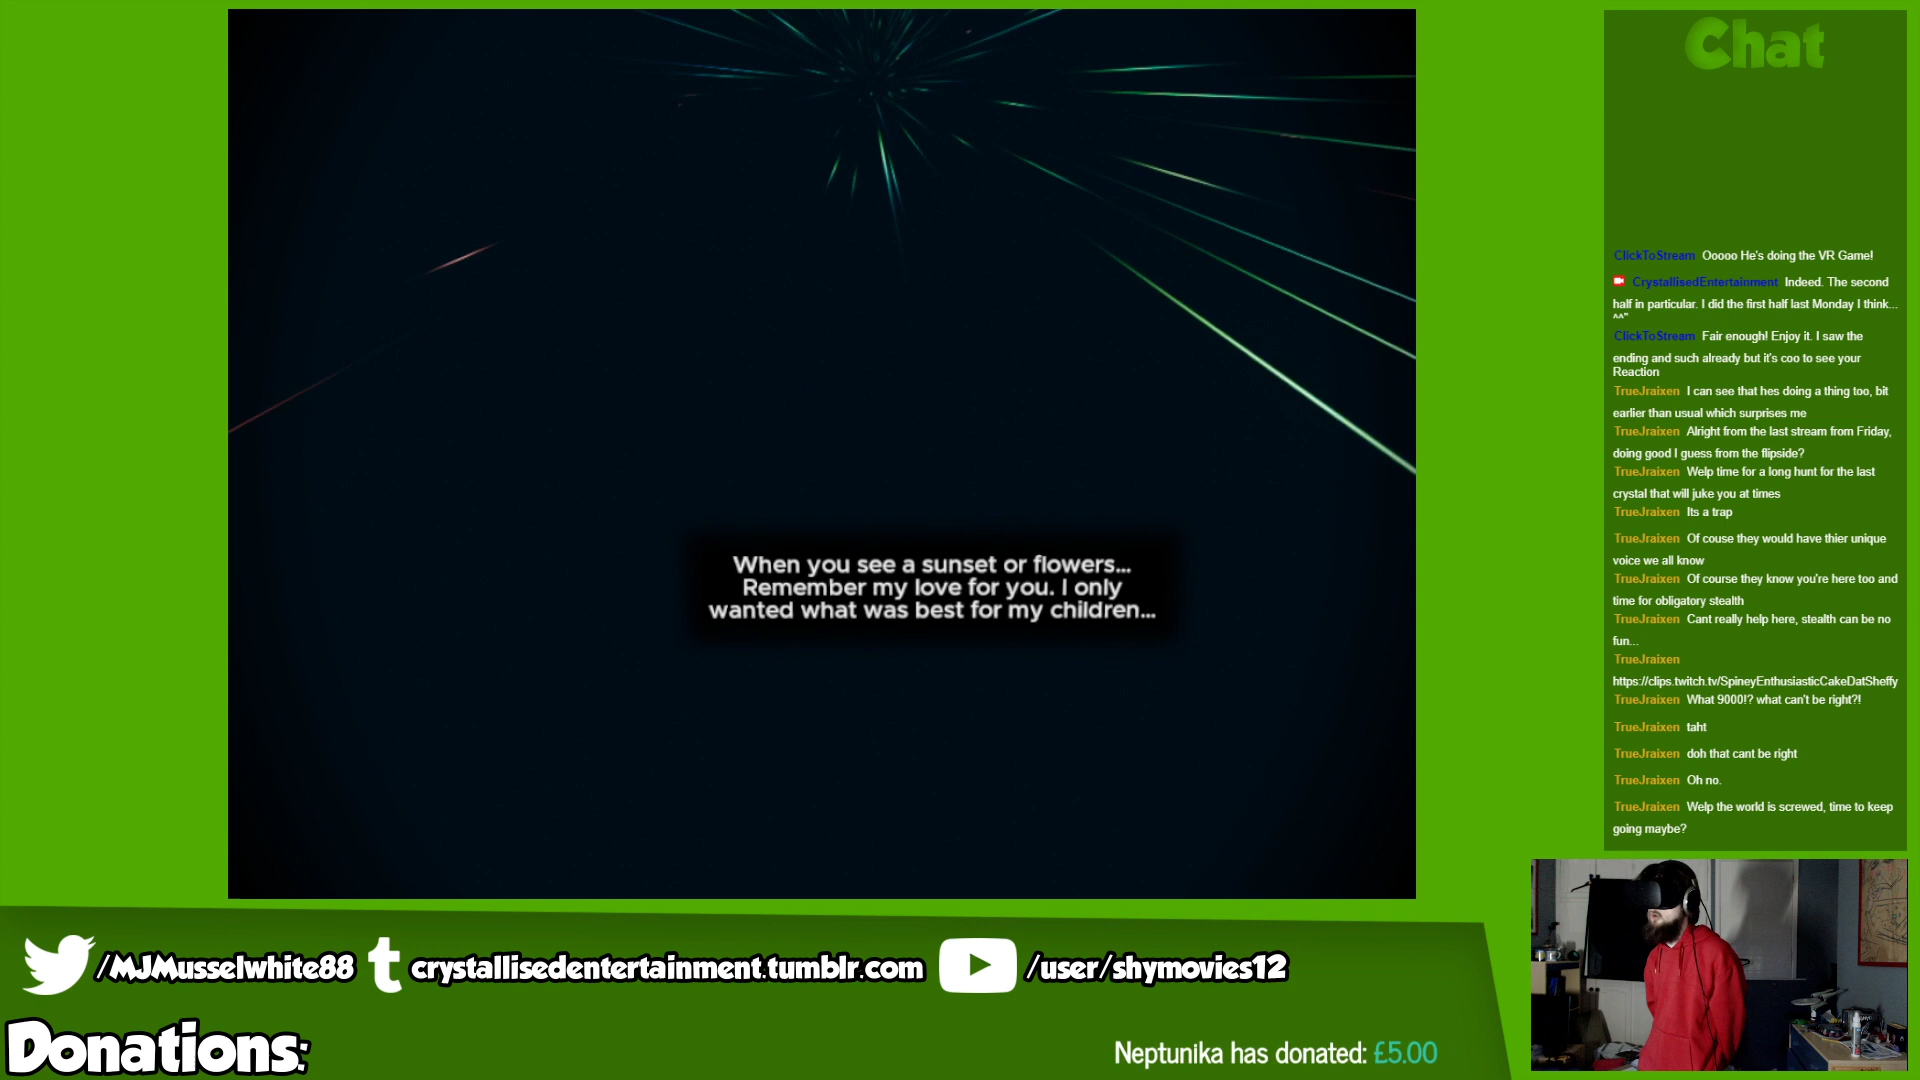 When you see a sunset or flowers...
Remember my love for you. I only
wanted what was best for my children...
Chat
ClickToStream Ooooo He's doing the VR Game!
CrystallisedEntertainment Indeed. The second
half in particular. I did the first half last Monday I think...
^^"
ClickToStream Fair enough! Enjoy it. I saw the
ending and such already but it's coo to see your
Reaction
TrueJraixen I can see that hes doing a thing too, bit
earlier than usual which surprises me
TrueJraixen Alright from the last stream from Friday,
doing good I guess from the flipside?
TrueJraixen Welp time for a long hunt for the last
crystal that will juke you at times
TrueJraixen Its a trap
TrueJraixen Of couse they would have thier unique
voice we all know
TrueJraixen Of course they know you're here too and
time for obligatory stealth
TrueJraixen Cant really help here, stealth can be no
fun...
TrueJraixen
https://clips.twitch.tv/SpineyEnthusiasticCakeDatSheffy
TrueJraixen What 9000!? what can't be right?!
TrueJraixen taht
TrueJraixen doh that cant be right
TrueJraixen Oh no.
TrueJraixen Welp the world is screwed, time to keep
going maybe?
/MJMusselwhite88 t crystallisedentertainment.tumblr.com /user/shymovies12
Donations:
Neptunika has donated: £5.00